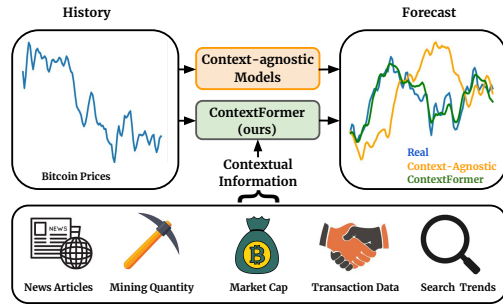 History
Forecast
Context-agnostic
Models
ContextFormer
(ours)
Bitcoin Prices
Contextual
Information
Real
Context-Agnostic
ContextFormer
NEWS
News Articles
Mining Quantity
Market Cap
Transaction Data
Search Trends